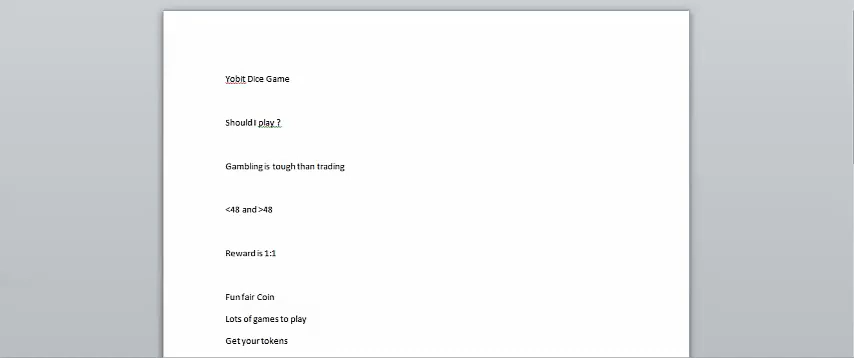 Yobit Dice Game
Should I play ?
Gambling is tough than trading
<48 and >48
Reward is 1:1
Fun fair Coin
Lots of games to play
Get your tokens